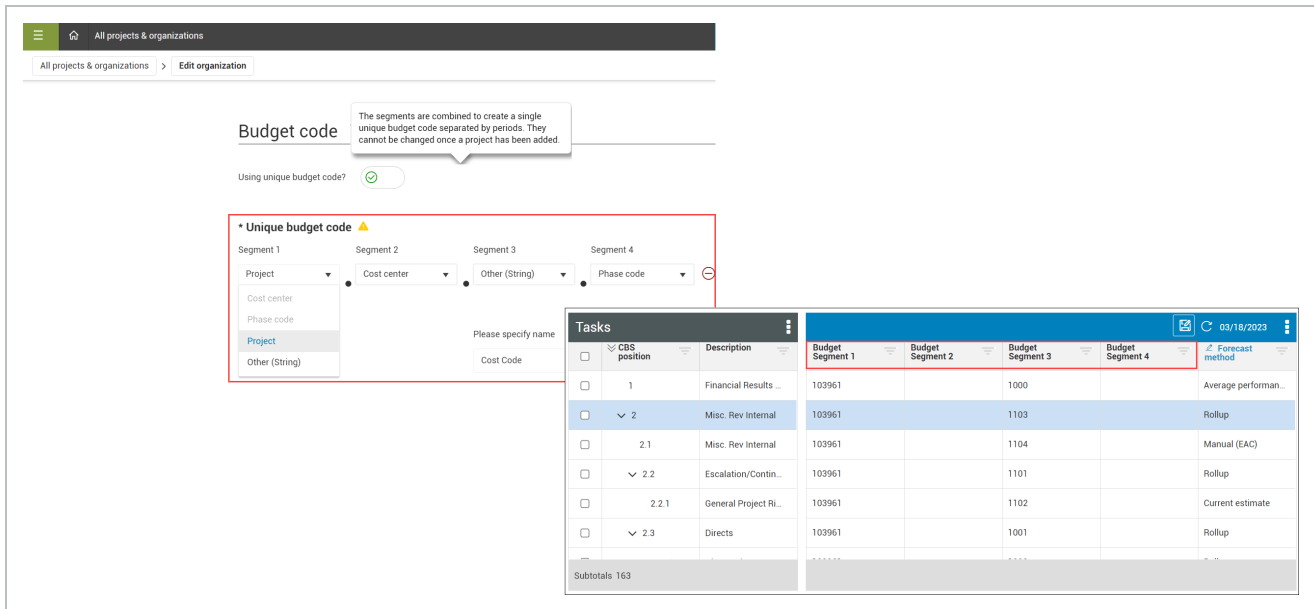 All projects & organizations
All projects & organizations > Edit organization
Budget code
The segments are combined to create a single
unique budget code separated by periods. They
cannot be changed once a project has been added.
Using unique budget code?
* Unique budget code
Segment 1 Segment 2 Segment 3 Segment 4
Project Cost center Other (String) Phase code
Cost center
Phase code
Project
Other (String)
Please specify name
Cost Code
Tasks 03/18/2023
CBS position Description Budget Segment 1 Budget Segment 2 Budget Segment 3 Budget Segment 4 Forecast method
1 Financial Results ... 103961 1000 Average performan...
2 Misc. Rev Internal 103961 1103 Rollup
2.1 Misc. Rev Internal 103961 1104 Manual (EAC)
2.2 Escalation/Contin... 103961 1101 Rollup
2.2.1 General Project Ri... 103961 1102 Current estimate
2.3 Directs 103961 1001 Rollup
Subtotals 163